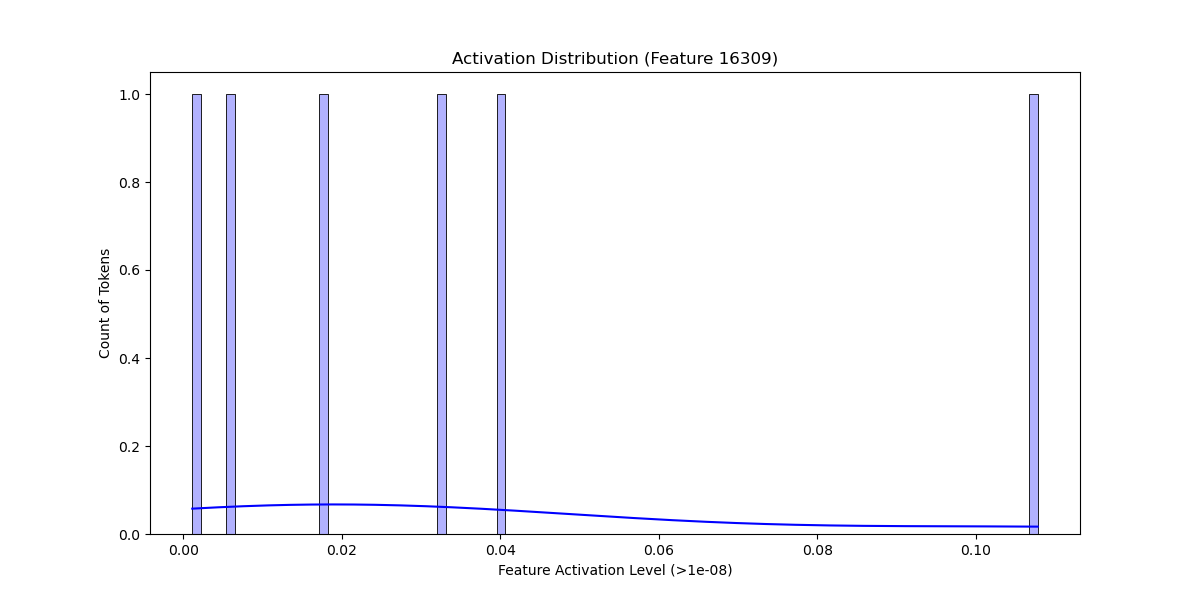 Activation Distribution (Feature 16309)
1.0
0.8
0.6
0.4
0.2
0.0
Count of Tokens
0.00 0.02 0.04 0.06 0.08 0.10
Feature Activation Level (>1e-08)